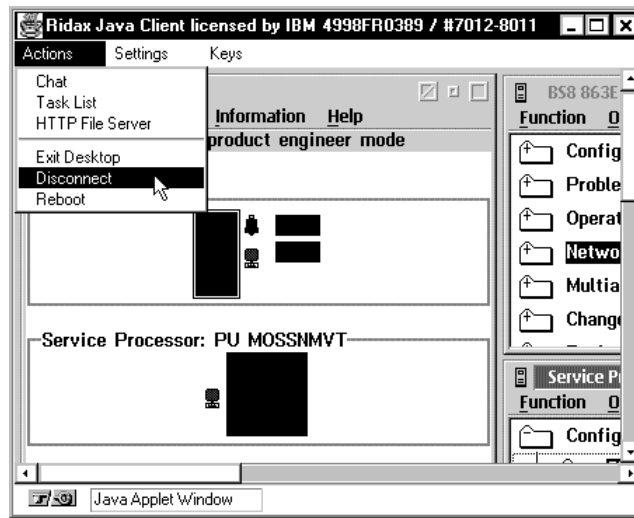 Ridax Java Client licensed by IBM 4998FR0389 / #7012-8011
Actions Settings Keys
Chat
Task List
HTTP File Server
Exit Desktop
Disconnect
Reboot
Information Help
product engineer mode
Service Processor: PU MOSSNMVT
BS8 863E
Function O
Config
Proble
Operat
Netwo
Multia
Change
Service P
Function O
Config
Java Applet Window